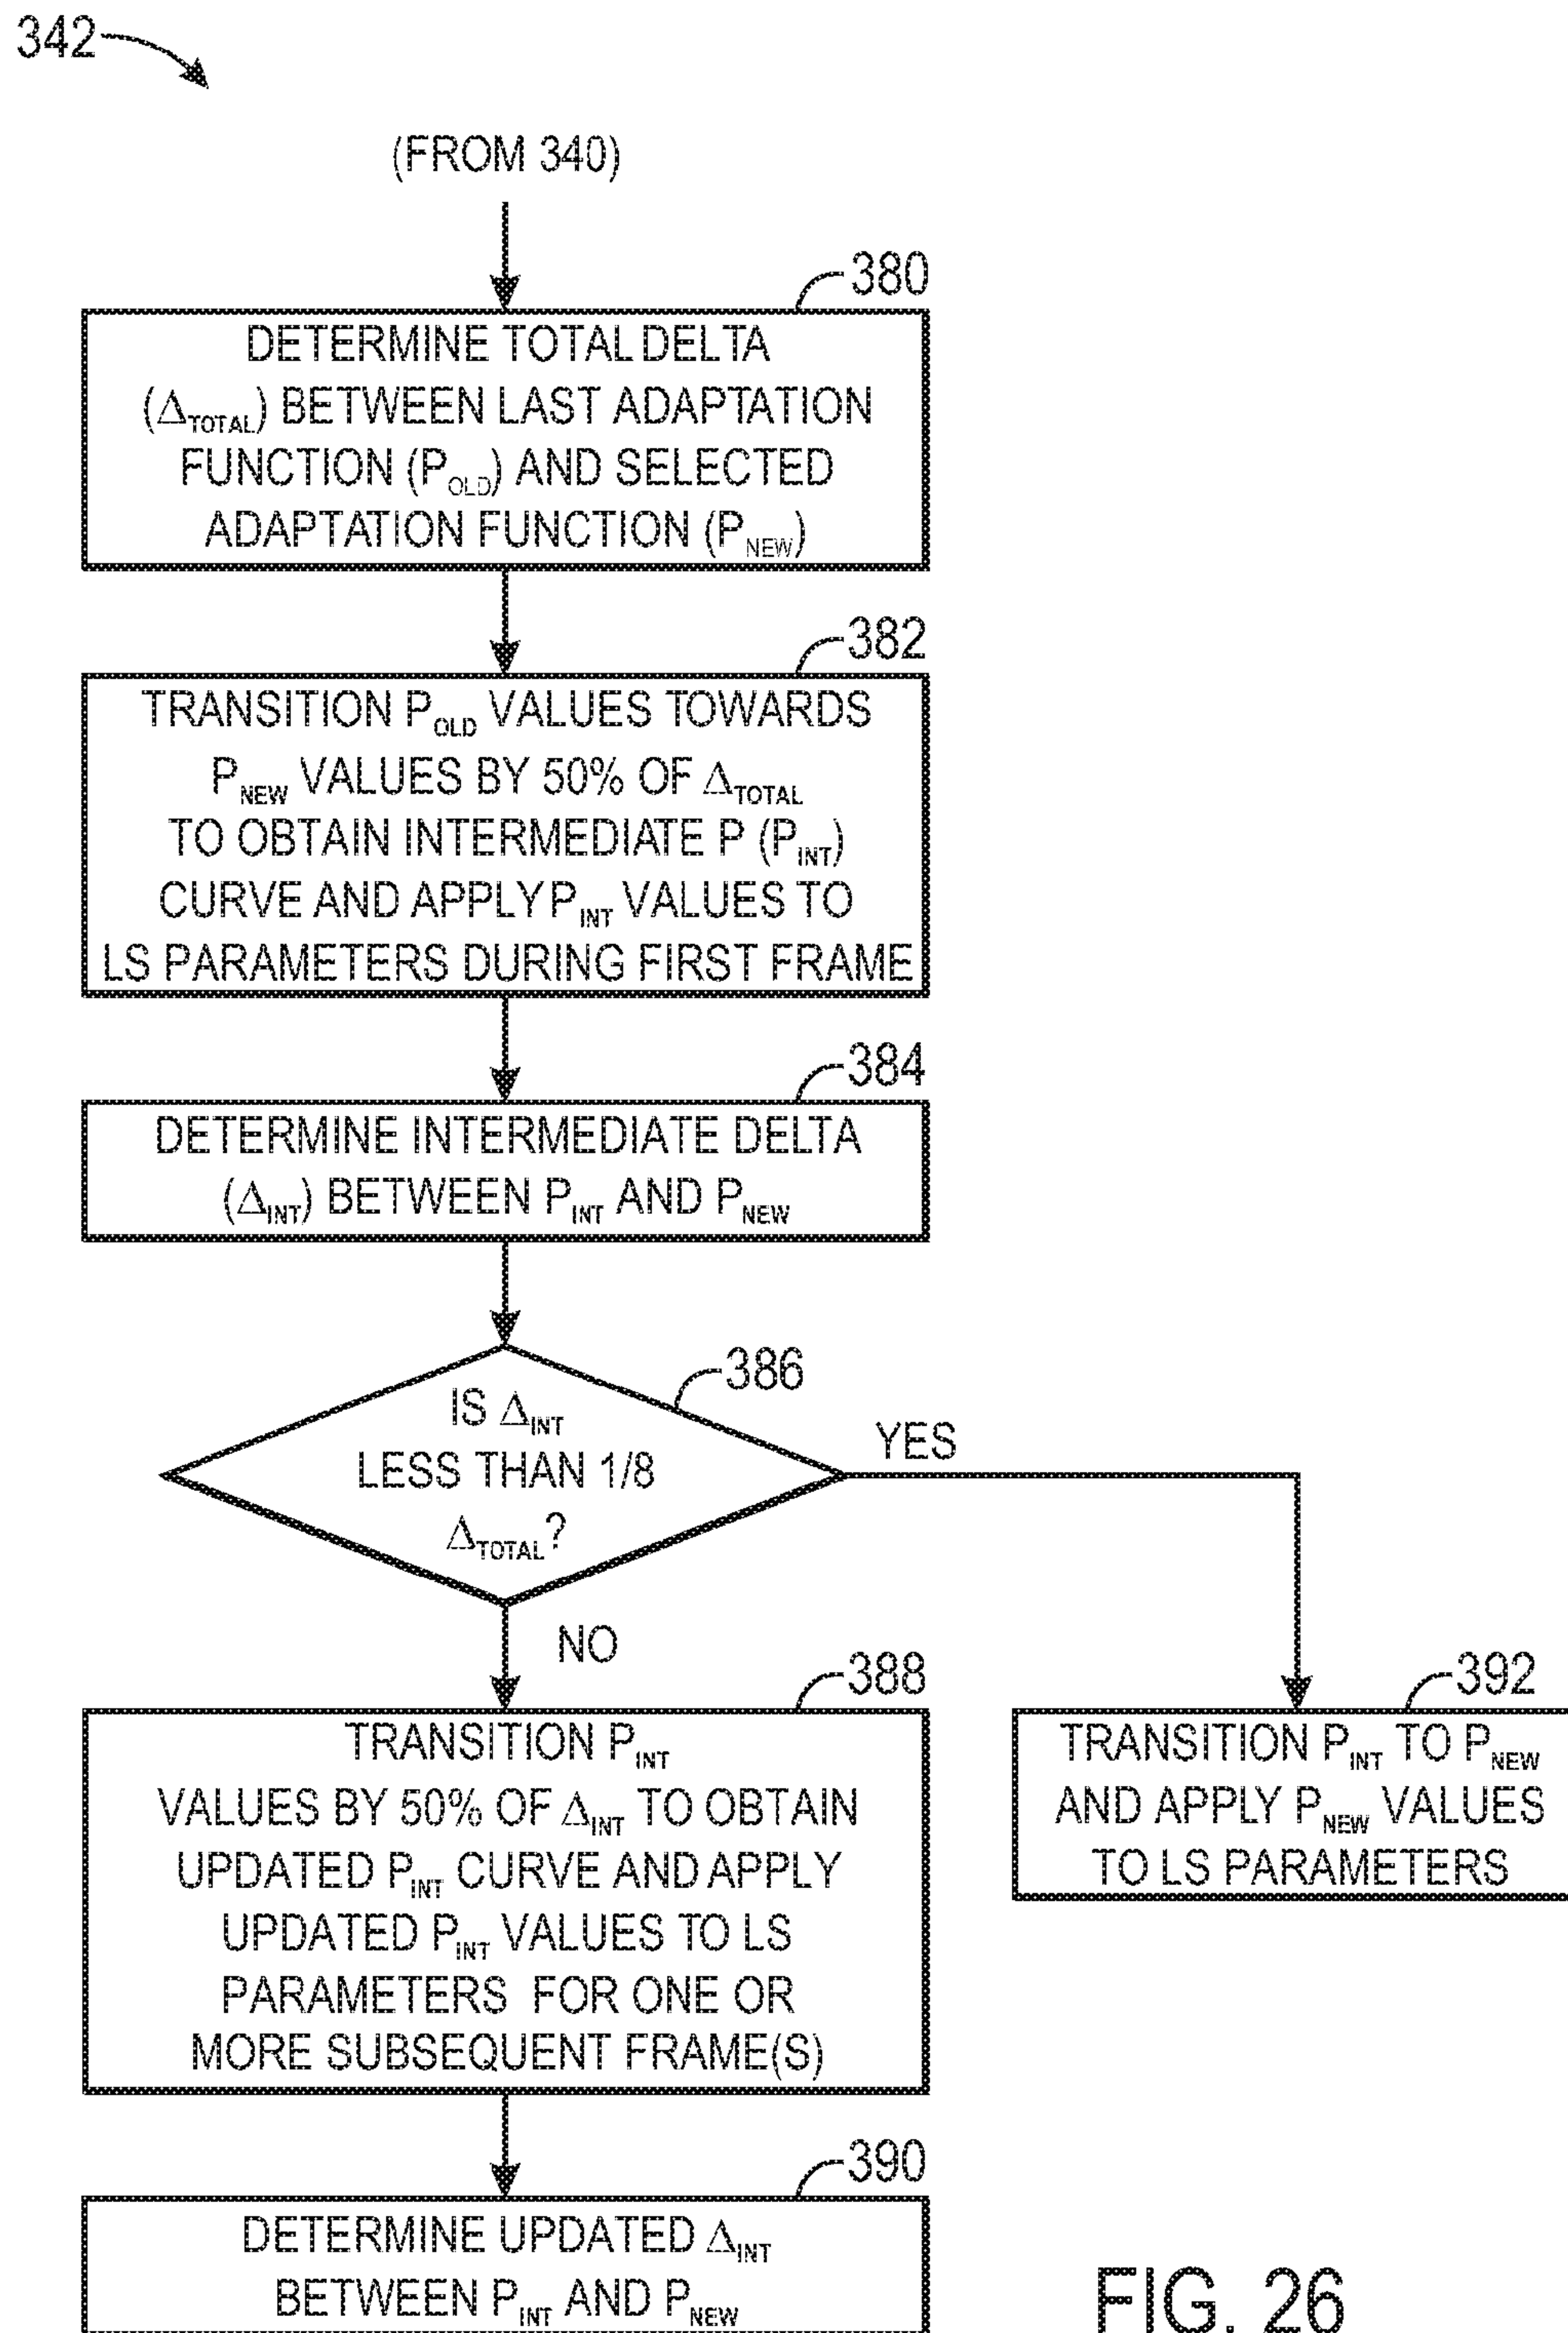 342
(FROM 340)
380
DETERMINE TOTAL DELTA
(ΔTOTAL) BETWEEN LAST ADAPTATION
FUNCTION (POLD) AND SELECTED
ADAPTATION FUNCTION (PNEW)
382
TRANSITION POLD VALUES TOWARDS
PNEW VALUES BY 50% OF ΔTOTAL
TO OBTAIN INTERMEDIATE P (PINT)
CURVE AND APPLY PINT VALUES TO
LS PARAMETERS DURING FIRST FRAME
384
DETERMINE INTERMEDIATE DELTA
(ΔINT) BETWEEN PINT AND PNEW
386
IS ΔINT
LESS THAN 1/8
ΔTOTAL?
YES
NO
388
TRANSITION PINT
VALUES BY 50% OF ΔINT TO OBTAIN
UPDATED PINT CURVE AND APPLY
UPDATED PINT VALUES TO LS
PARAMETERS FOR ONE OR
MORE SUBSEQUENT FRAME(S)
392
TRANSITION PINT TO PNEW
AND APPLY PNEW VALUES
TO LS PARAMETERS
390
DETERMINE UPDATED ΔINT
BETWEEN PINT AND PNEW
FIG. 26